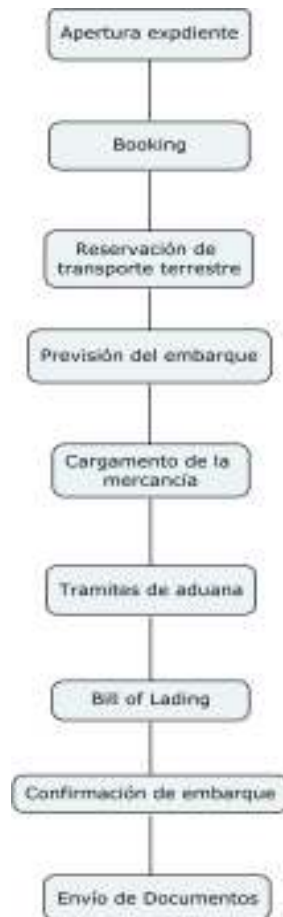 Apertura expdiente
Booking
Reservación de
transporte terrestre
Previsión del embarque
Cargamento de la
mercancía
Tramites de aduana
Bill of Lading
Confirmación de embarque
Envío de Documentos